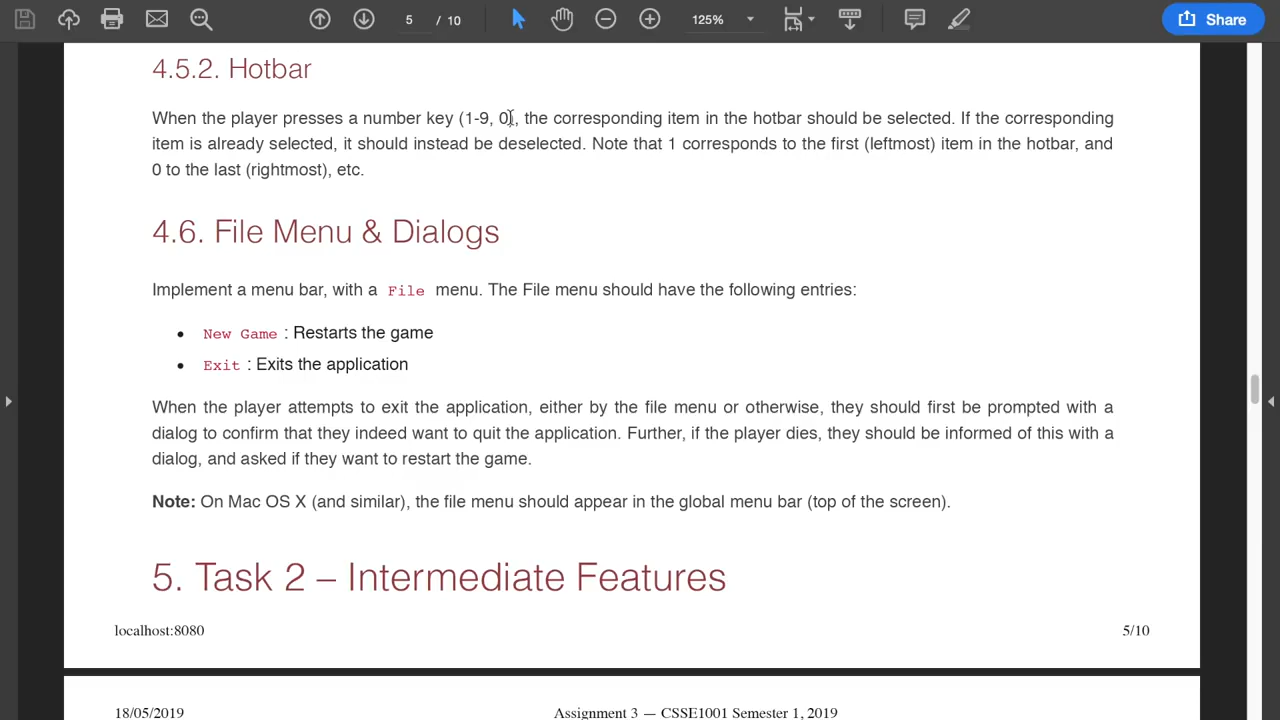 5 / 10
125%
Share
4.5.2. Hotbar
When the player presses a number key (1-9, 0), the corresponding item in the hotbar should be selected. If the corresponding
item is already selected, it should instead be deselected. Note that 1 corresponds to the first (leftmost) item in the hotbar, and
0 to the last (rightmost), etc.
4.6. File Menu & Dialogs
Implement a menu bar, with a File menu. The File menu should have the following entries:
• New Game : Restarts the game
• Exit : Exits the application
When the player attempts to exit the application, either by the file menu or otherwise, they should first be prompted with a
dialog to confirm that they indeed want to quit the application. Further, if the player dies, they should be informed of this with a
dialog, and asked if they want to restart the game.
Note: On Mac OS X (and similar), the file menu should appear in the global menu bar (top of the screen).
5. Task 2 – Intermediate Features
localhost:8080 5/10
18/05/2019 Assignment 3 — CSSE1001 Semester 1, 2019